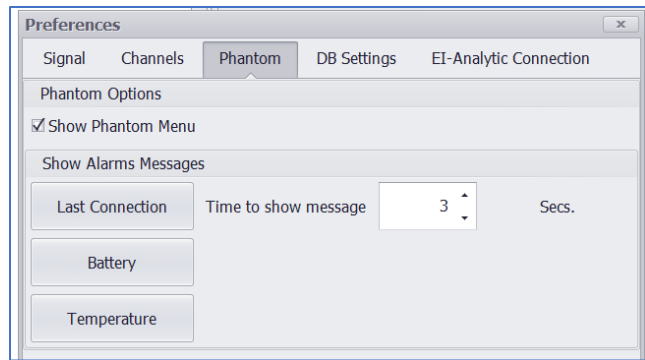 Preferences
Signal Channels Phantom DB Settings EI-Analytic Connection
Phantom Options
Show Phantom Menu
Show Alarms Messages
Last Connection Time to show message 3 Secs.
Battery
Temperature